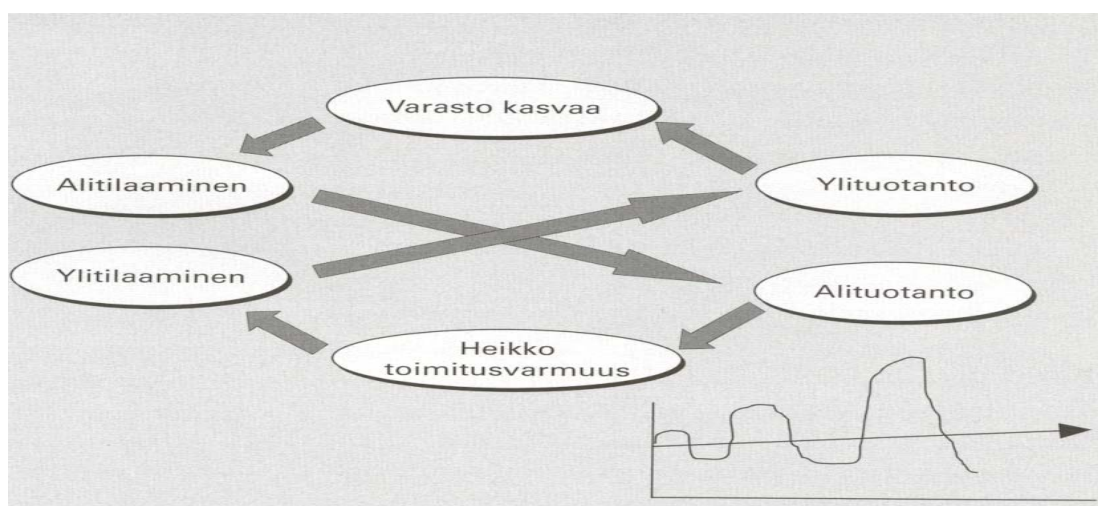 Varasto kasvaa
Alitilaaminen
Ylituotanto
Ylitilaaminen
Alituotanto
Heikko
toimitusvarmuus